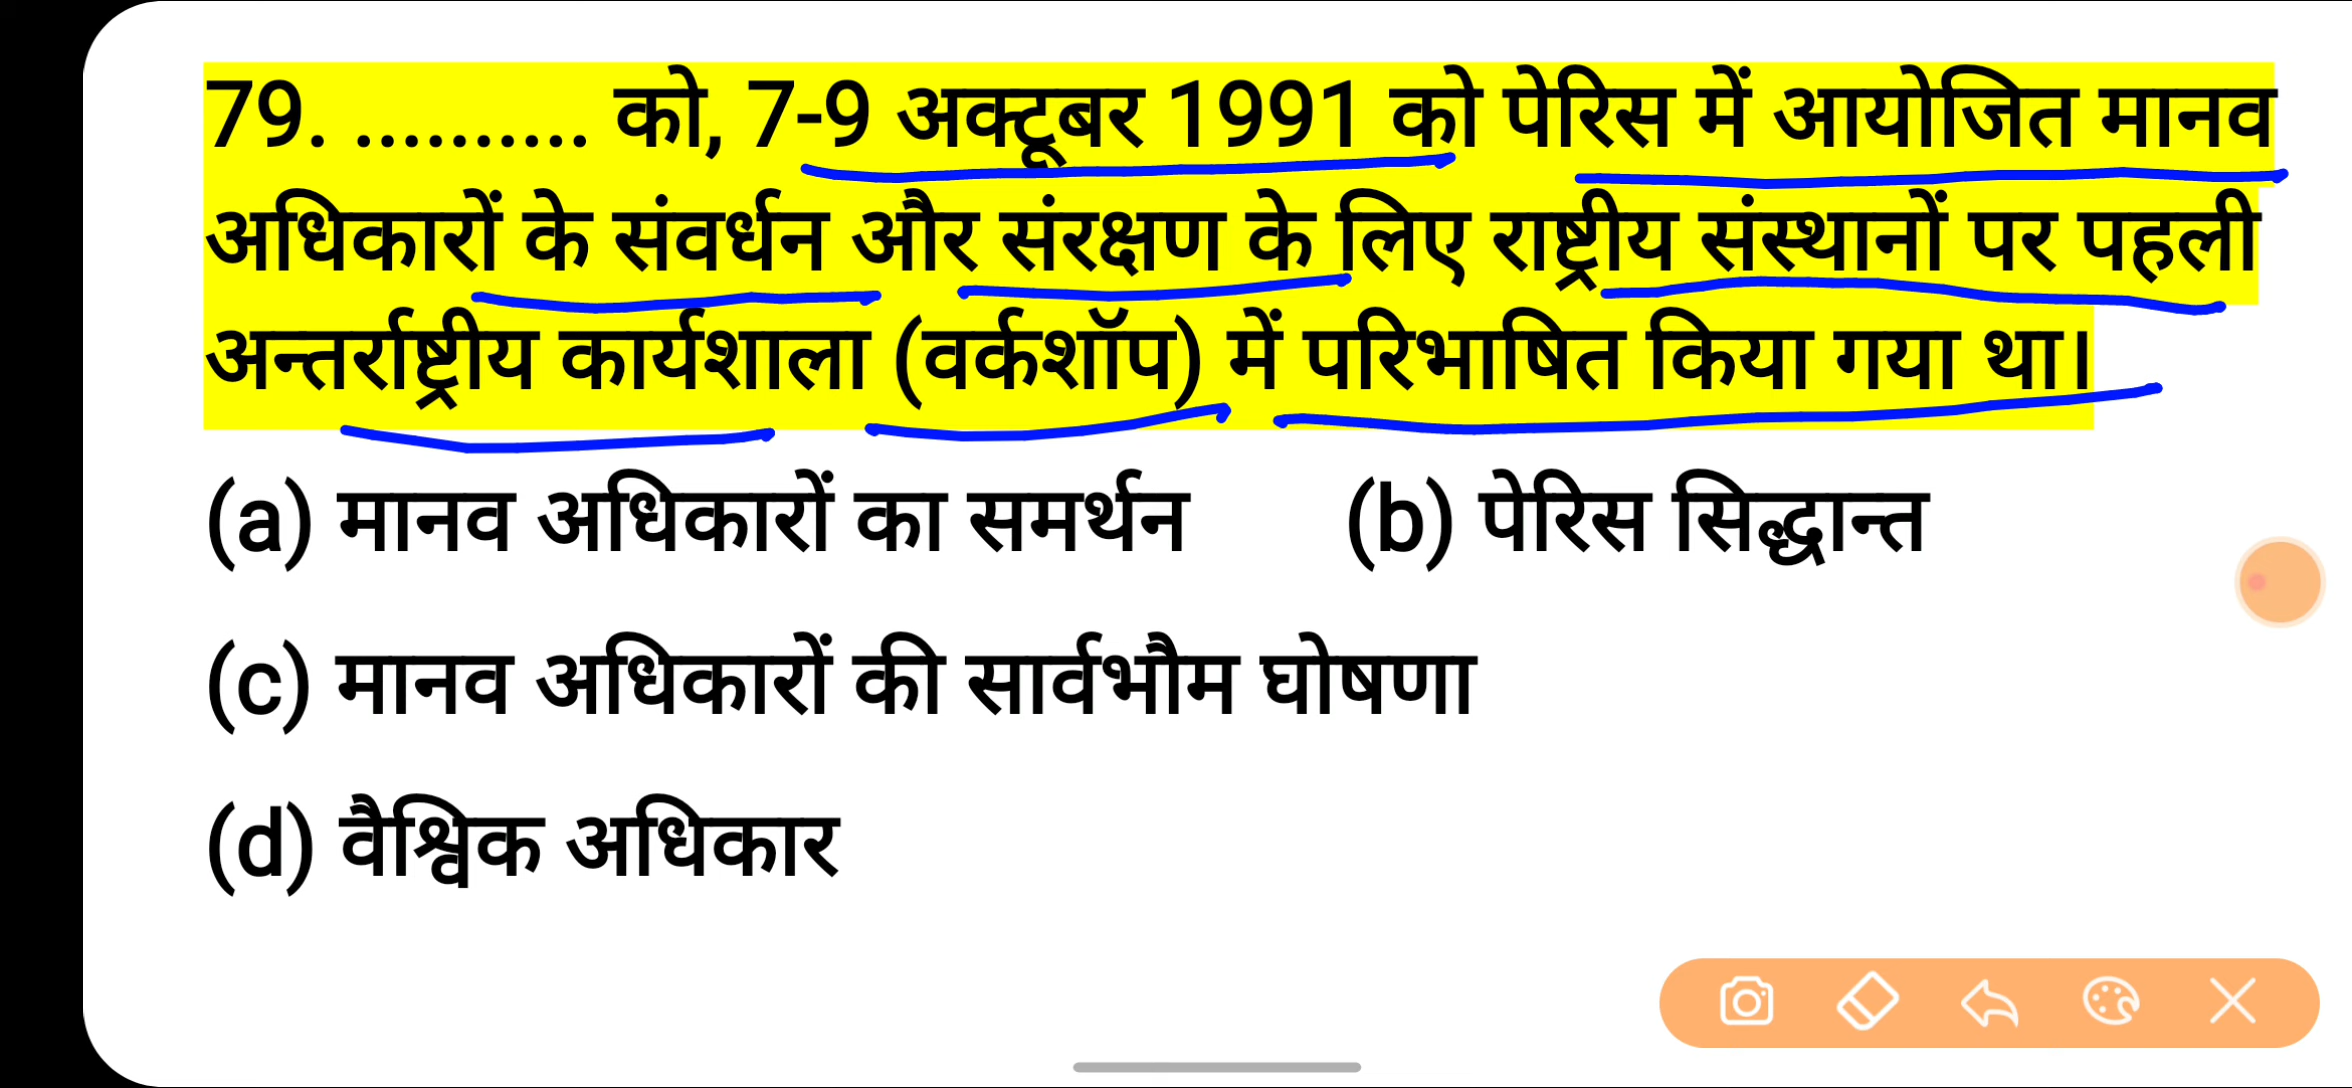 79. .......... को, 7-9 अक्टूबर 1991 को पेरिस में आयोजित मानव
अधिकारों के संवर्धन और संरक्षण के लिए राष्ट्रीय संस्थानों पर पहली
अन्तर्राष्ट्रीय कार्यशाला (वर्कशॉप) में परिभाषित किया गया था।
(a) मानव अधिकारों का समर्थन (b) पेरिस सिद्धान्त
(c) मानव अधिकारों की सार्वभौम घोषणा
(d) वैश्विक अधिकार